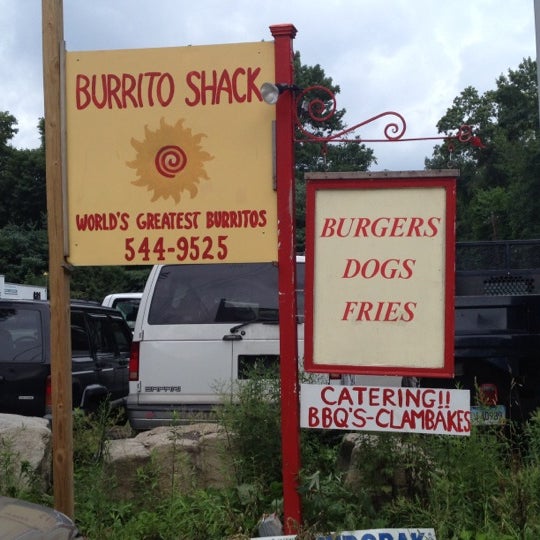 BURRITO SHACK
WORLD'S GREATEST BURRITOS
544-9525
BURGERS
DOGS
FRIES
CATERING!!
BBQ'S-CLAMBAKES